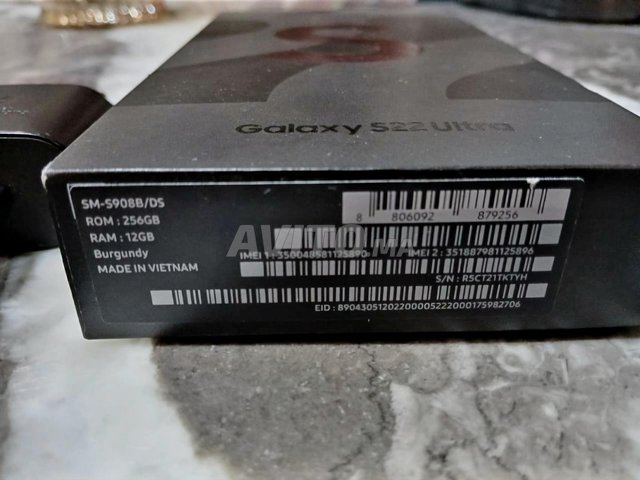 Galaxy S22 Ultra
SM-S908B/DS
ROM : 256GB
RAM : 12GB
Burgundy
MADE IN VIETNAM
8 806092 879256
AVITO.MA
IMEI 1 : 350048581125890 IMEI 2 : 351887981125896
S/N : R5CT21TKTYH
EID : 89043051202200005222000175982706